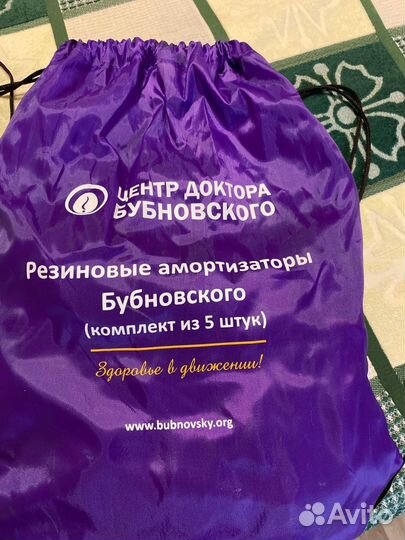 ЦЕНТР ДОКТОРА
БУБНОВСКОГО
Резиновые амортизаторы
Бубновского
(комплект из 5 штук)
Здоровье в движении!
www.bubnovsky.org
Avito